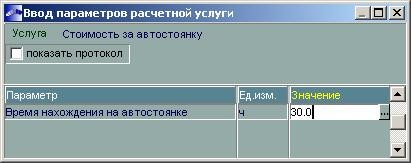 Ввод параметров расчетной услуги
Услуга Стоимость за автостоянку
показать протокол
Параметр Ед.изм. Значение
Время нахождения на автостоянке ч 30.0 ...